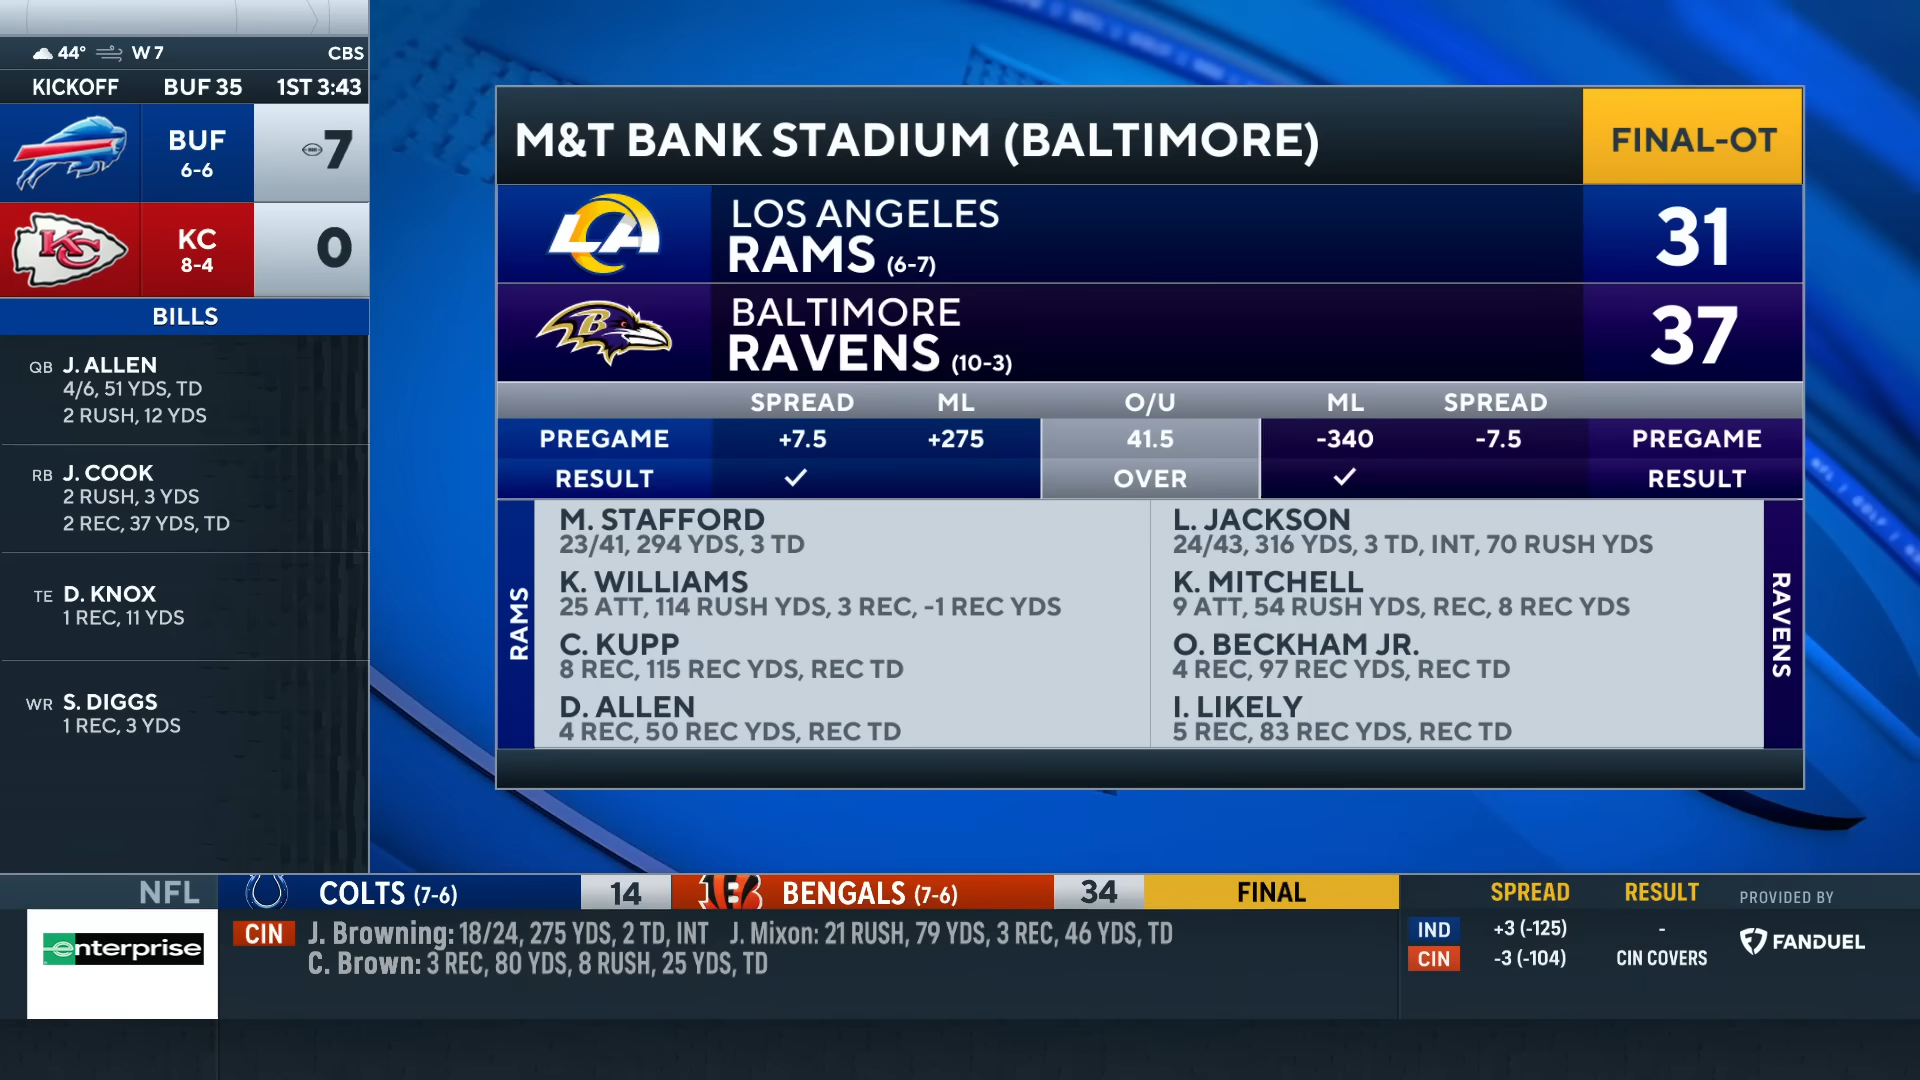 44° W 7 CBS
KICKOFF BUF 35 1ST 3:43
BUF 7
6-6
KC 0
8-4
BILLS
QB J. ALLEN
4/6, 51 YDS, TD
2 RUSH, 12 YDS
RB J. COOK
2 RUSH, 3 YDS
2 REC, 37 YDS, TD
TE D. KNOX
1 REC, 11 YDS
WR S. DIGGS
1 REC, 3 YDS
M&T BANK STADIUM (BALTIMORE) FINAL-OT
LA LOS ANGELES
RAMS (6-7) 31
B BALTIMORE
RAVENS (10-3) 37
SPREAD ML O/U ML SPREAD
PREGAME +7.5 +275 41.5 -340 -7.5 PREGAME
RESULT ✓ OVER ✓ RESULT
RAMS
M. STAFFORD
23/41, 294 YDS, 3 TD
K. WILLIAMS
25 ATT, 114 RUSH YDS, 3 REC, -1 REC YDS
C. KUPP
8 REC, 115 REC YDS, REC TD
D. ALLEN
4 REC, 50 REC YDS, REC TD
L. JACKSON
24/43, 316 YDS, 3 TD, INT, 70 RUSH YDS
K. MITCHELL
9 ATT, 54 RUSH YDS, REC, 8 REC YDS
O. BECKHAM JR.
4 REC, 97 REC YDS, REC TD
I. LIKELY
5 REC, 83 REC YDS, REC TD
RAVENS
NFL COLTS (7-6) 14 B BENGALS (7-6) 34 FINAL
enterprise
CIN J. Browning: 18/24, 275 YDS, 2 TD, INT J. Mixon: 21 RUSH, 79 YDS, 3 REC, 46 YDS, TD
C. Brown: 3 REC, 80 YDS, 8 RUSH, 25 YDS, TD
SPREAD RESULT PROVIDED BY
IND +3 (-125) -
CIN -3 (-104) CIN COVERS
FANDUEL